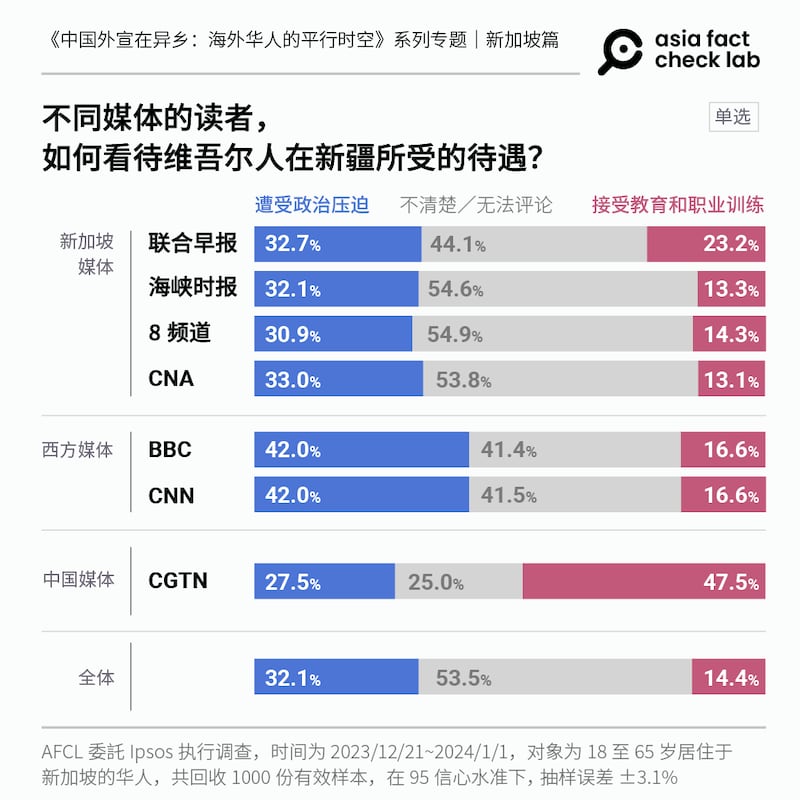 《中国外宣在异乡：海外华人的平行时空》系列专题｜新加坡篇
asia fact
check lab
不同媒体的读者，
如何看待维吾尔人在新疆所受的待遇？
单选
遭受政治压迫 不清楚／无法评论 接受教育和职业训练
新加坡
媒体
联合早报 32.7% 44.1% 23.2%
海峡时报 32.1% 54.6% 13.3%
8 频道 30.9% 54.9% 14.3%
CNA 33.0% 53.8% 13.1%
西方媒体 BBC 42.0% 41.4% 16.6%
CNN 42.0% 41.5% 16.6%
中国媒体 CGTN 27.5% 25.0% 47.5%
全体 32.1% 53.5% 14.4%
AFCL 委託 Ipsos 执行调查，时间为 2023/12/21~2024/1/1，对象为 18 至 65 岁居住于
新加坡的华人，共回收 1000 份有效样本，在 95 信心水准下，抽样误差 ±3.1%